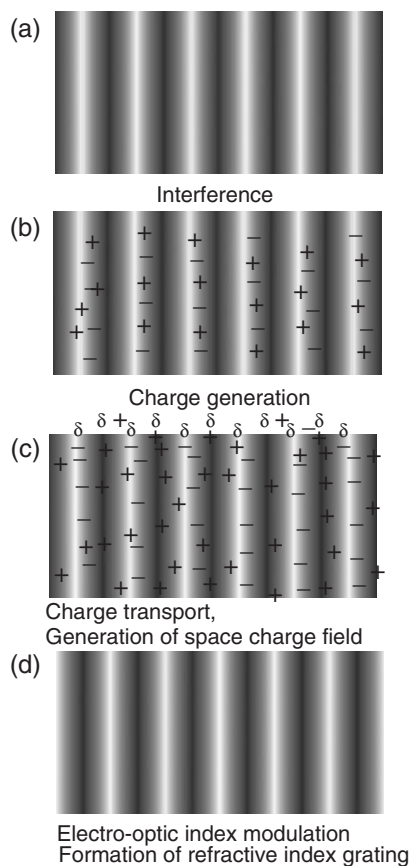 (a)
Interference
(b)
Charge generation
δ δ + δ δ δ δ δ δ + δ – δ δ
(c)
Charge transport,
Generation of space charge field
(d)
Electro-optic index modulation
Formation of refractive index grating